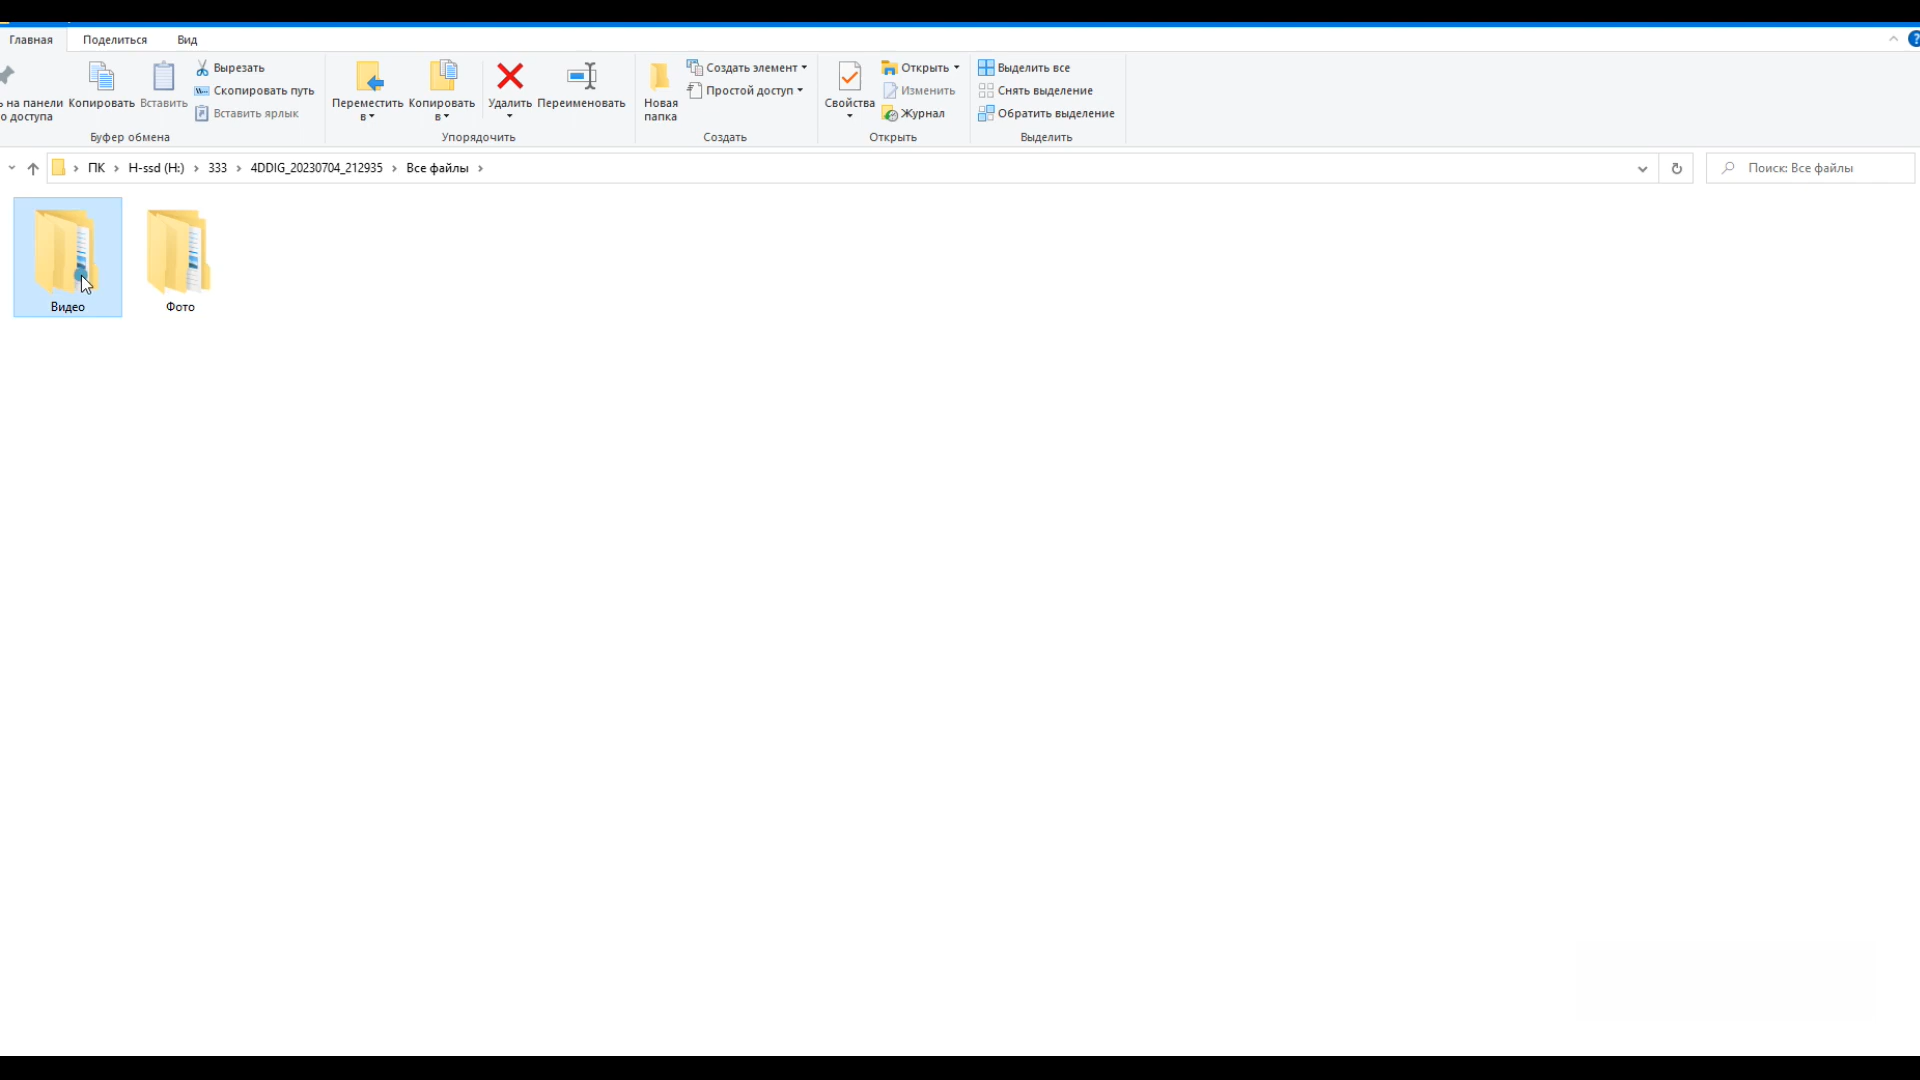 Главная Поделиться Вид
Вырезать Создать элемент Открыть Выделить все
Скопировать путь Простой доступ Изменить Снять выделение
на панели Копировать Вставить Вставить ярлык Переместить Копировать Удалить Переименовать Новая Свойства Журнал Обратить выделение
о доступа в в папка
Буфер обмена Упорядочить Создать Открыть Выделить
ПК › H-ssd (H:) › 333 › 4DDIG_20230704_212935 › Все файлы › Поиск: Все файлы
Видео Фото